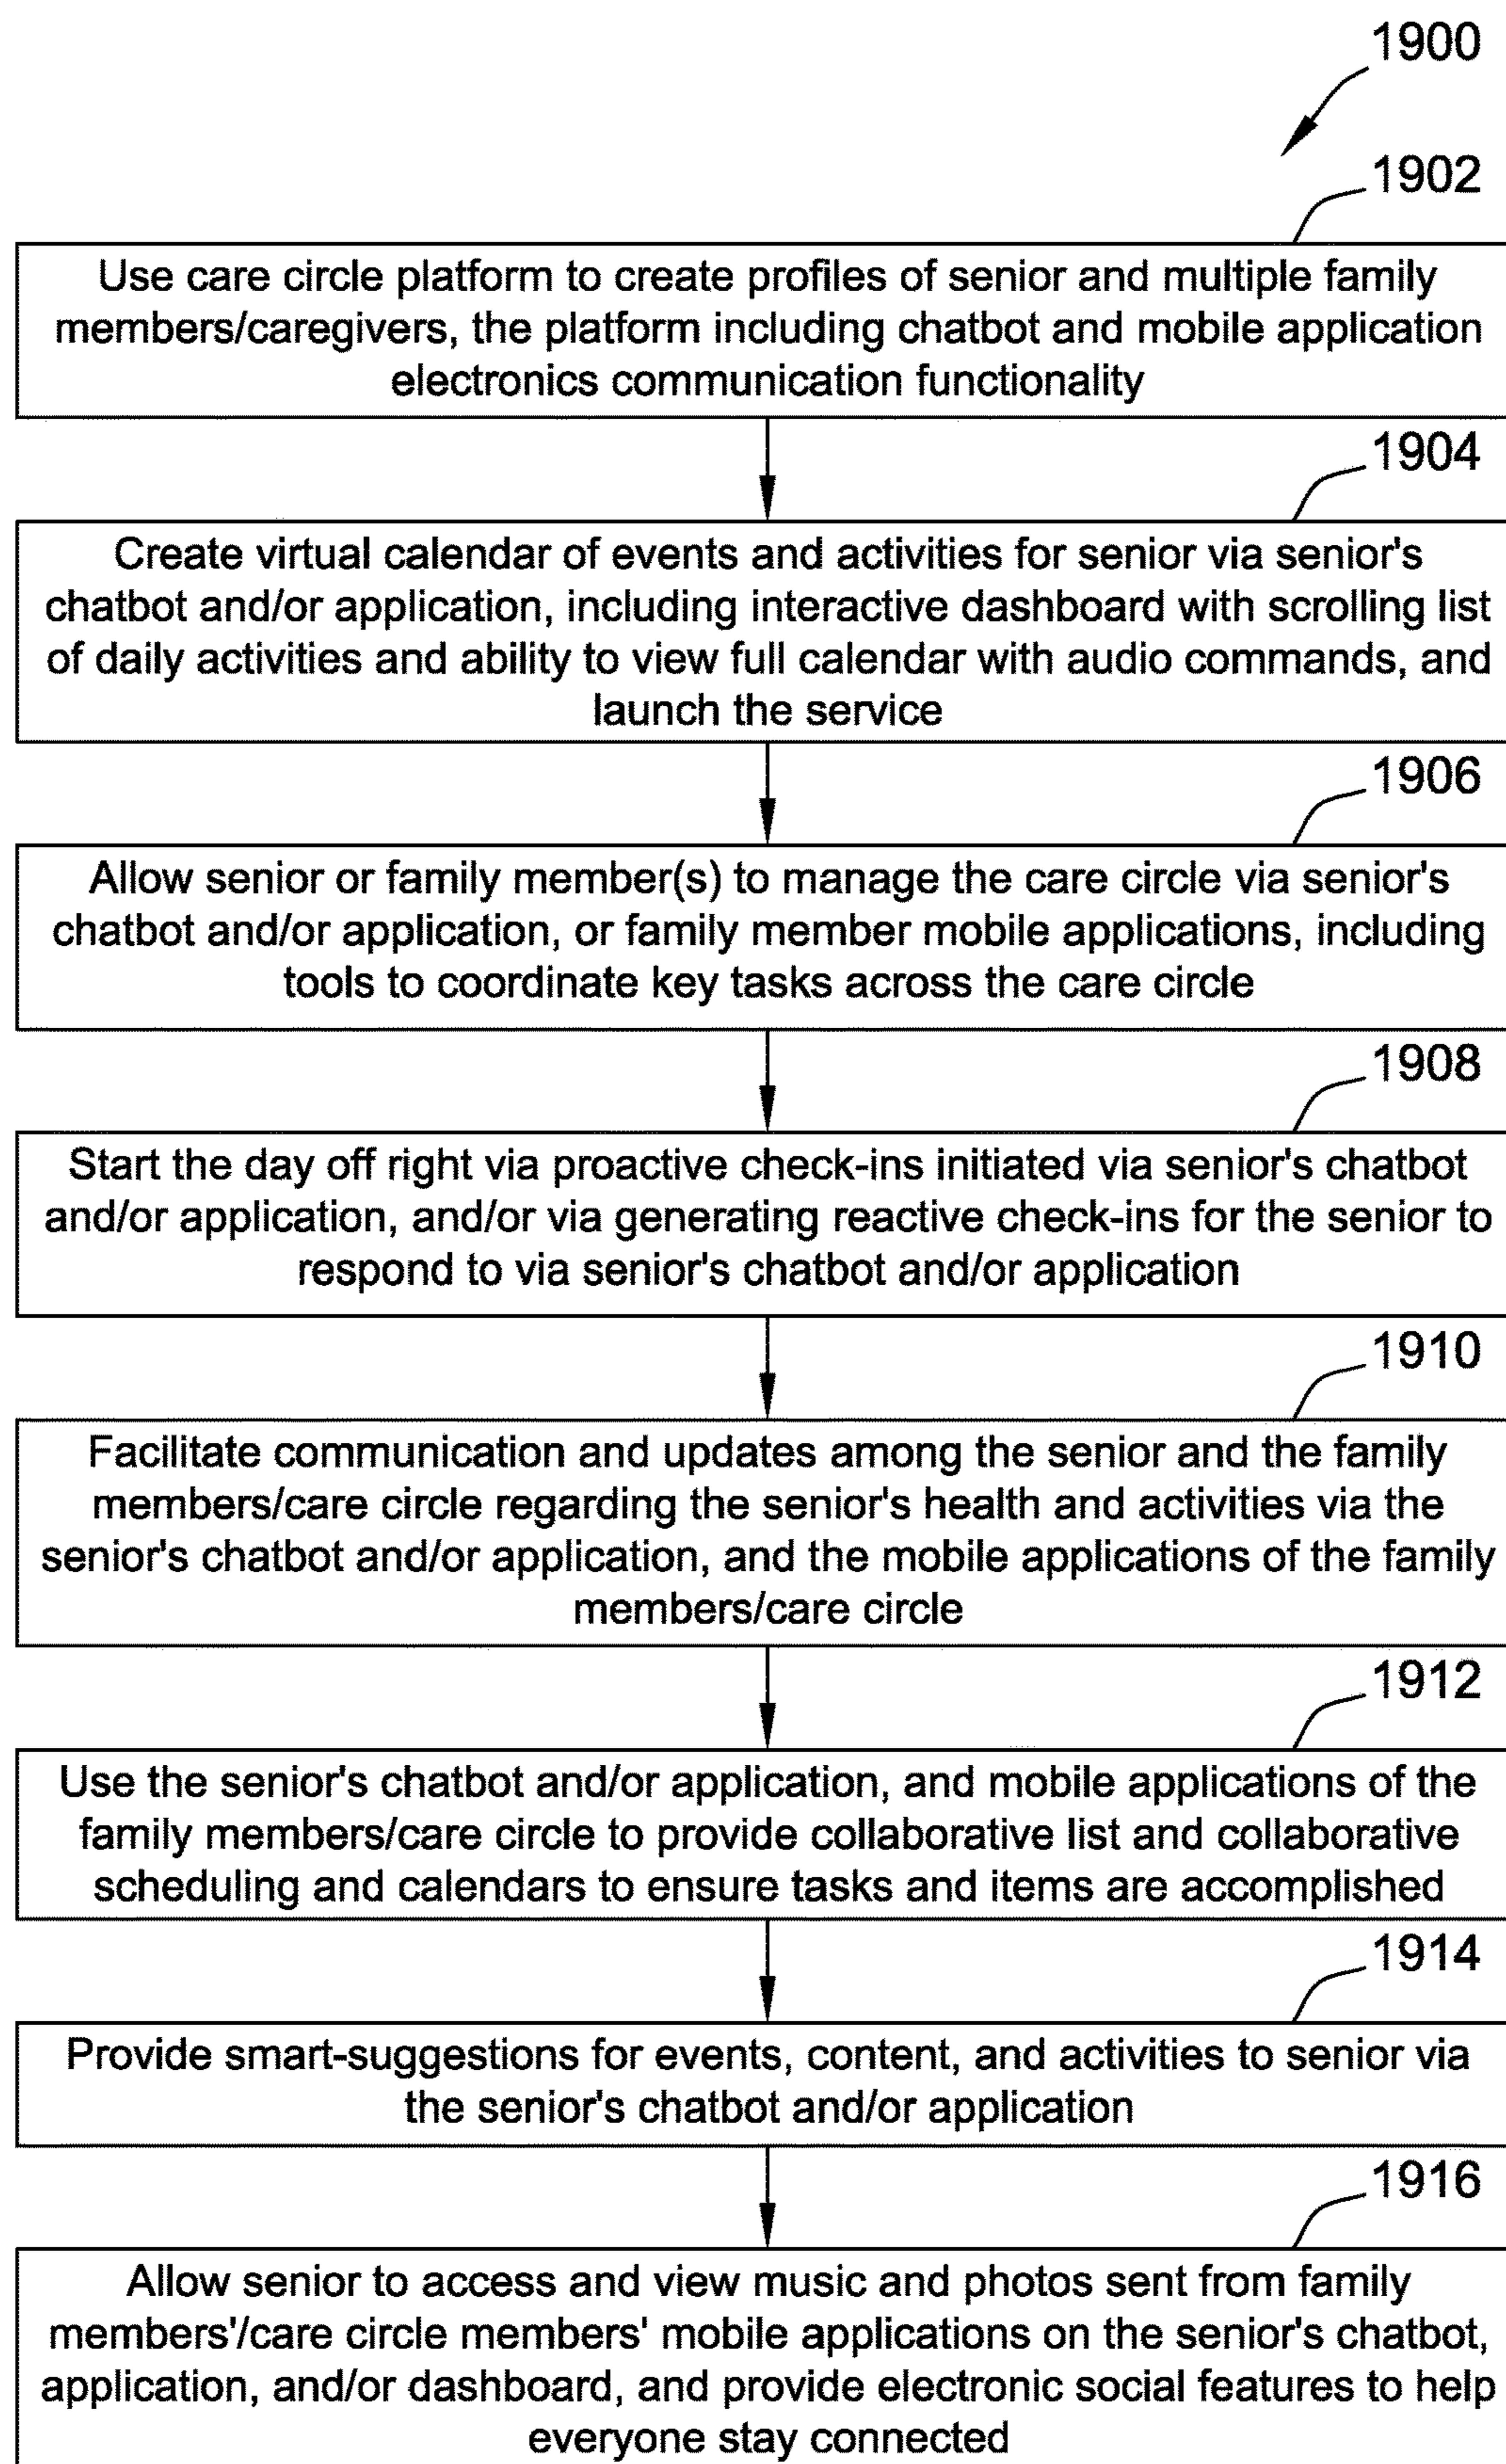 1900
1902
Use care circle platform to create profiles of senior and multiple family
members/caregivers, the platform including chatbot and mobile application
electronics communication functionality
1904
Create virtual calendar of events and activities for senior via senior's
chatbot and/or application, including interactive dashboard with scrolling list
of daily activities and ability to view full calendar with audio commands, and
launch the service
1906
Allow senior or family member(s) to manage the care circle via senior's
chatbot and/or application, or family member mobile applications, including
tools to coordinate key tasks across the care circle
1908
Start the day off right via proactive check-ins initiated via senior's chatbot
and/or application, and/or via generating reactive check-ins for the senior to
respond to via senior's chatbot and/or application
1910
Facilitate communication and updates among the senior and the family
members/care circle regarding the senior's health and activities via the
senior's chatbot and/or application, and the mobile applications of the family
members/care circle
1912
Use the senior's chatbot and/or application, and mobile applications of the
family members/care circle to provide collaborative list and collaborative
scheduling and calendars to ensure tasks and items are accomplished
1914
Provide smart-suggestions for events, content, and activities to senior via
the senior's chatbot and/or application
1916
Allow senior to access and view music and photos sent from family
members'/care circle members' mobile applications on the senior's chatbot,
application, and/or dashboard, and provide electronic social features to help
everyone stay connected